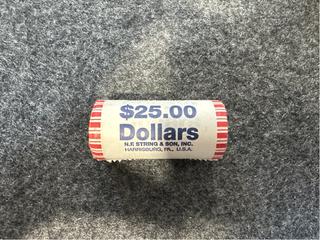 $25.00
Dollars
N.F. STRING & SON, INC.
HARRISBURG, PA., U.S.A.